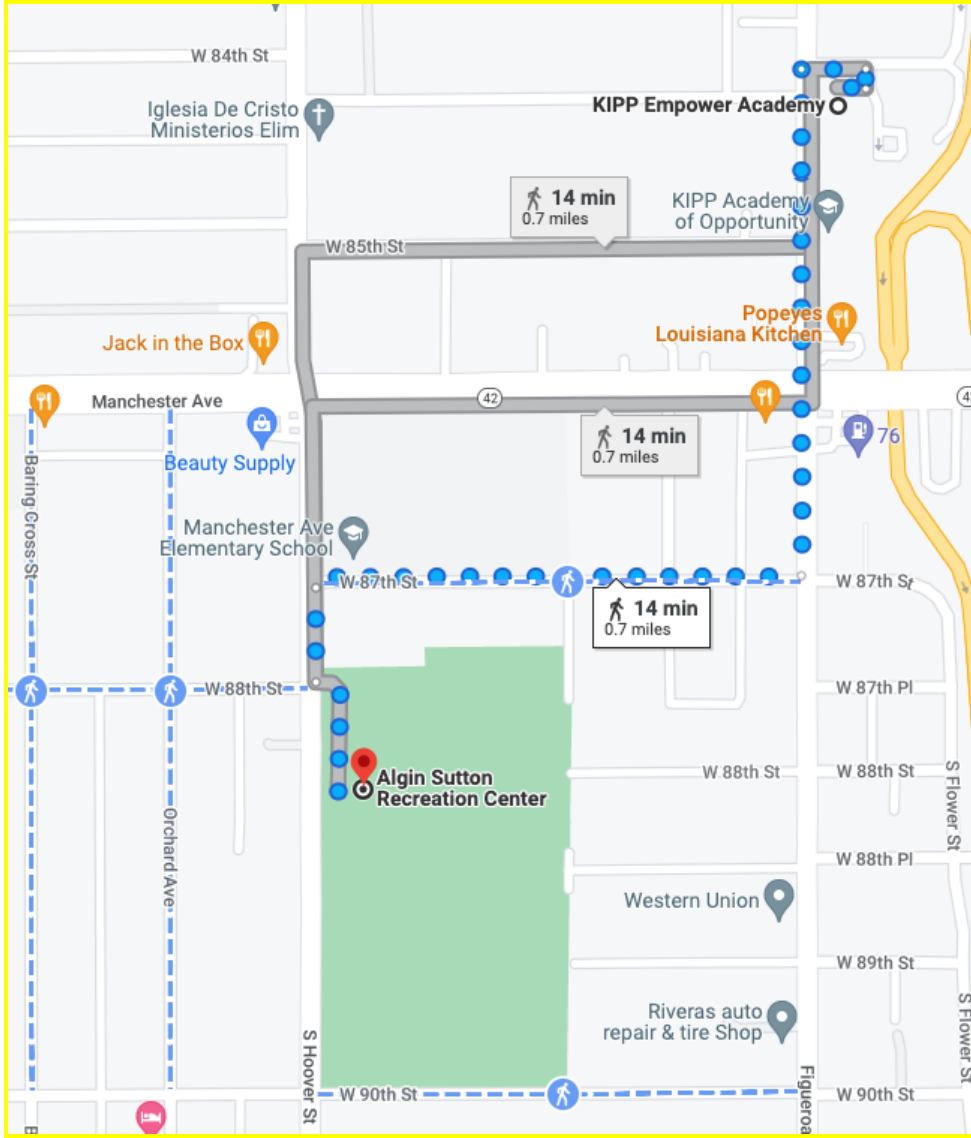 W 84th St
Iglesia De Cristo
Ministerios Elim
KIPP Empower Academy
14 min
0.7 miles
KIPP Academy
of Opportunity
W 85th St
Popeyes
Louisiana Kitchen
Jack in the Box
Manchester Ave
42
14 min
0.7 miles
76
Beauty Supply
Baring Cross St
Manchester Ave
Elementary School
W 87th St
W 87th St
14 min
0.7 miles
W 88th St
W 87th Pl
Algin Sutton
Recreation Center
W 88th St
W 88th St
S Flower St
Orchard Ave
W 88th Pl
Western Union
W 89th St
Riveras auto
repair & tire Shop
S Flower St
S Hoover St
Figueroa
W 90th St
W 90th St